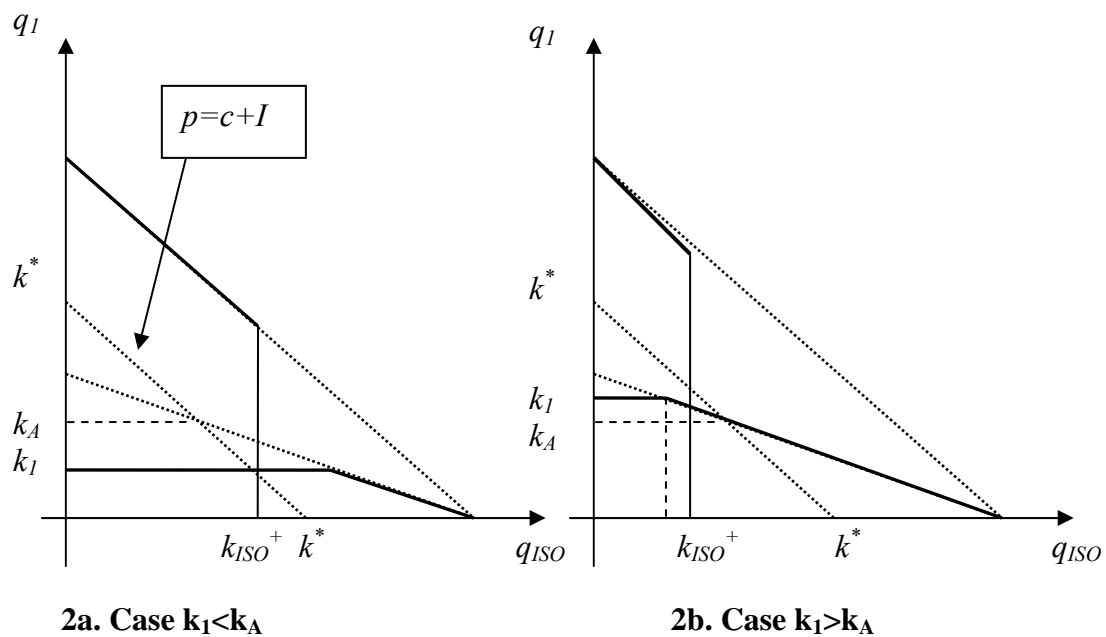 q1
p=c+I
k*
kA
k1
kISO+ k*
qISO
2a. Case k1<kA
q1
k*
k1
kA
kISO+ k*
qISO
2b. Case k1>kA